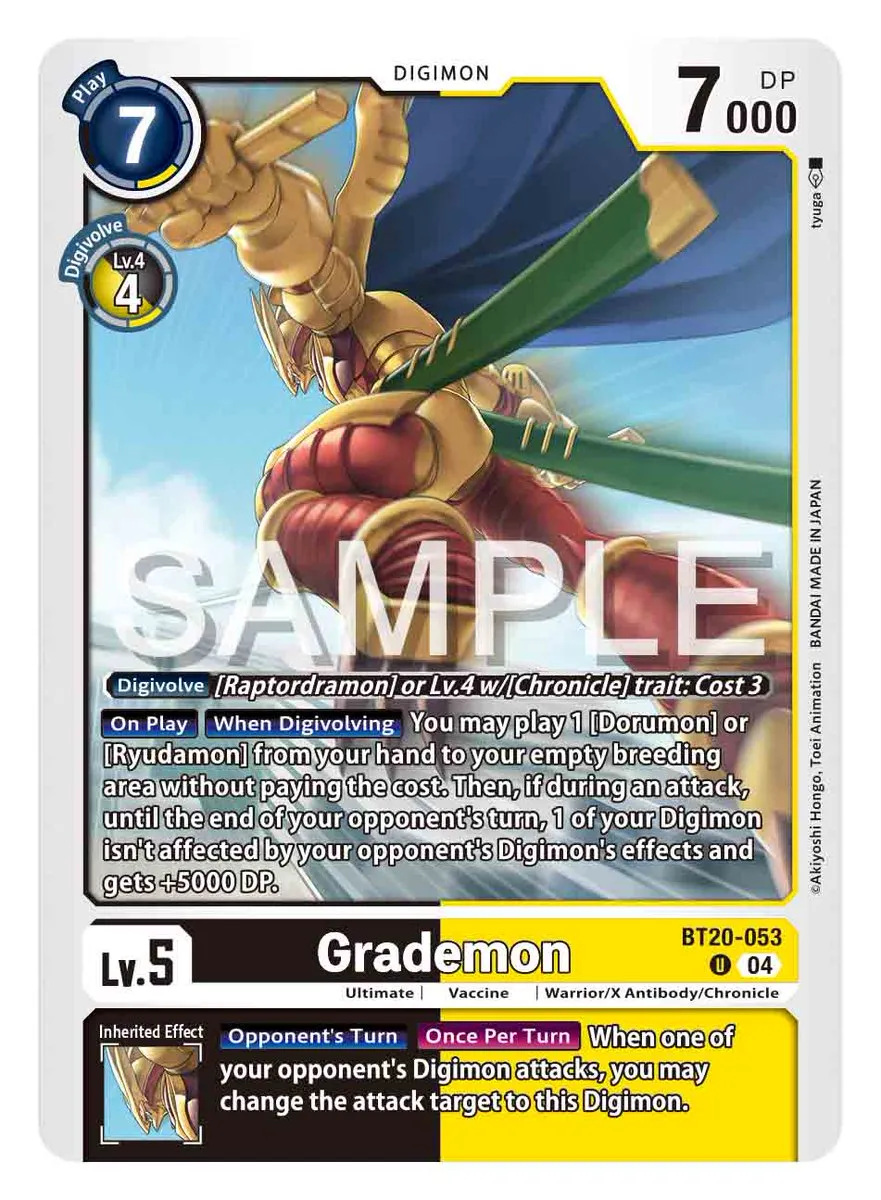 DIGIMON
Play
7
7000 DP
Digivolve
Lv.4
4
tyuga
SAMPLE
Digivolve [Raptordramon] or Lv.4 w/[Chronicle] trait: Cost 3
On Play When Digivolving You may play 1 [Dorumon] or
[Ryudamon] from your hand to your empty breeding
area without paying the cost. Then, if during an attack,
until the end of your opponent's turn, 1 of your Digimon
isn't affected by your opponent's Digimon's effects and
gets +5000 DP.
©Akiyoshi Hongo, Toei Animation BANDAI MADE IN JAPAN
Lv.5
Grademon
BT20-053
U 04
Ultimate | Vaccine | Warrior/X Antibody/Chronicle
Inherited Effect
Opponent's Turn Once Per Turn When one of
your opponent's Digimon attacks, you may
change the attack target to this Digimon.